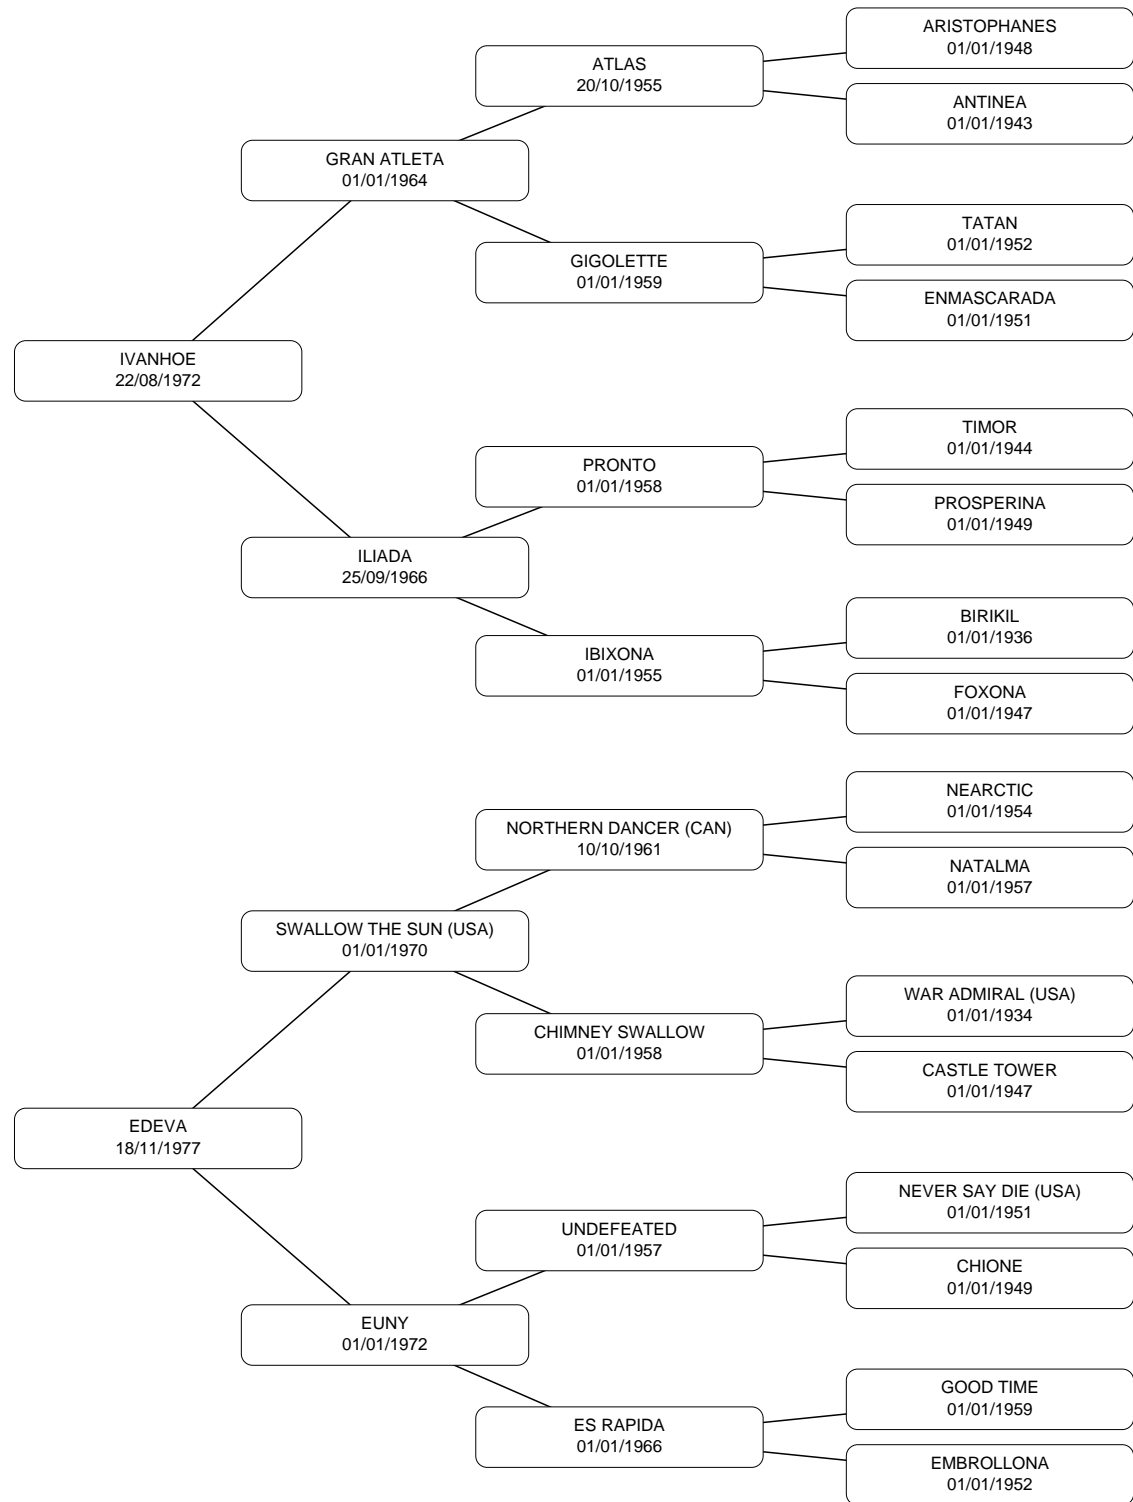 ARISTOPHANES
01/01/1948
ATLAS
20/10/1955
ANTINEA
01/01/1943
GRAN ATLETA
01/01/1964
TATAN
01/01/1952
GIGOLETTE
01/01/1959
ENMASCARADA
01/01/1951
IVANHOE
22/08/1972
TIMOR
01/01/1944
PRONTO
01/01/1958
PROSPERINA
01/01/1949
ILIADA
25/09/1966
BIRIKIL
01/01/1936
IBIXONA
01/01/1955
FOXONA
01/01/1947
NEARCTIC
01/01/1954
NORTHERN DANCER (CAN)
10/10/1961
NATALMA
01/01/1957
SWALLOW THE SUN (USA)
01/01/1970
WAR ADMIRAL (USA)
01/01/1934
CHIMNEY SWALLOW
01/01/1958
CASTLE TOWER
01/01/1947
EDEVA
18/11/1977
NEVER SAY DIE (USA)
01/01/1951
UNDEFEATED
01/01/1957
CHIONE
01/01/1949
EUNY
01/01/1972
GOOD TIME
01/01/1959
ES RAPIDA
01/01/1966
EMBROLLONA
01/01/1952